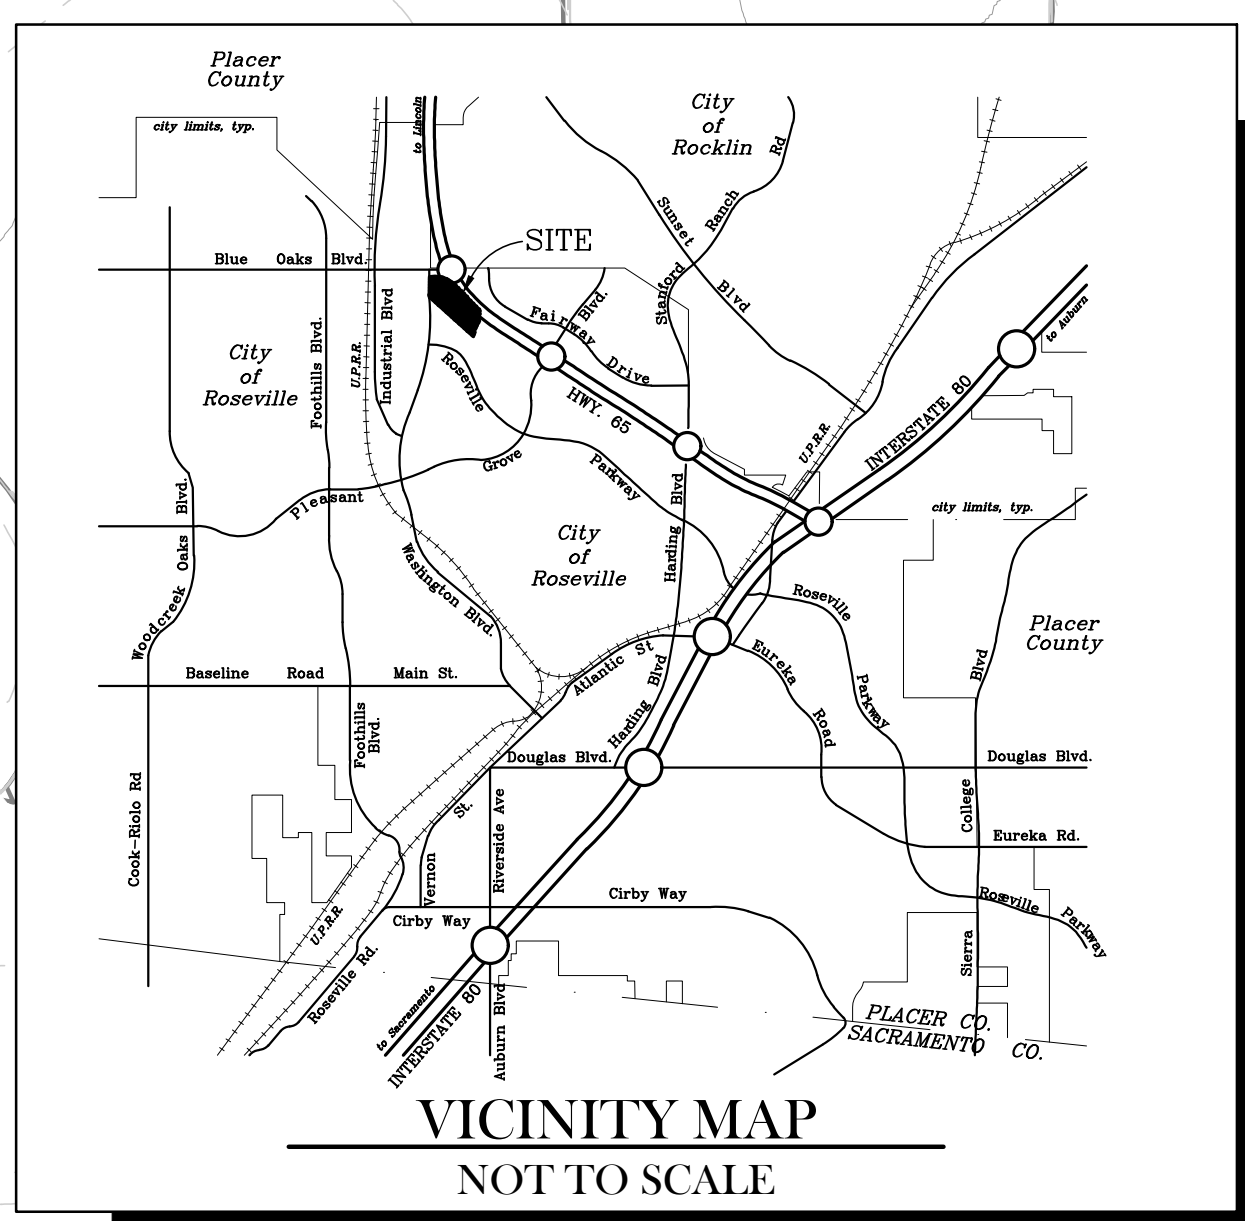 Placer
County
city limits, typ.
to Lincoln
City
of
Rocklin
Rd
Ranch
Stanford
Sunset
Blvd
SITE
Blue Oaks Blvd.
Fairway
Drive
Blvd.
to Auburn
City
of
Roseville
Foothills Blvd.
U.P.R.R.
Industrial Blvd
Roseville
Parkway
HWY. 65
INTERSTATE 80
U.P.R.R.
Pleasant
Grove
Harding Blvd
city limits, typ.
Woodcreek Oaks Blvd.
Washington Blvd.
City
of
Roseville
Roseville
Parkway
Placer
County
Baseline Road
Main St.
Atlantic St
Harding Blvd
Eureka
Road
Blvd
Foothills
Blvd.
Douglas Blvd.
Douglas Blvd.
Cook-Riolo Rd
St.
Vernon
Riverside Ave
College
Eureka Rd.
Cirby Way
Cirby Way
Roseville
Parkway
U.P.R.R.
Roseville Rd.
Sierra
to Sacramento
INTERSTATE 80
Auburn Blvd
PLACER CO.
SACRAMENTO CO.
VICINITY MAP
NOT TO SCALE